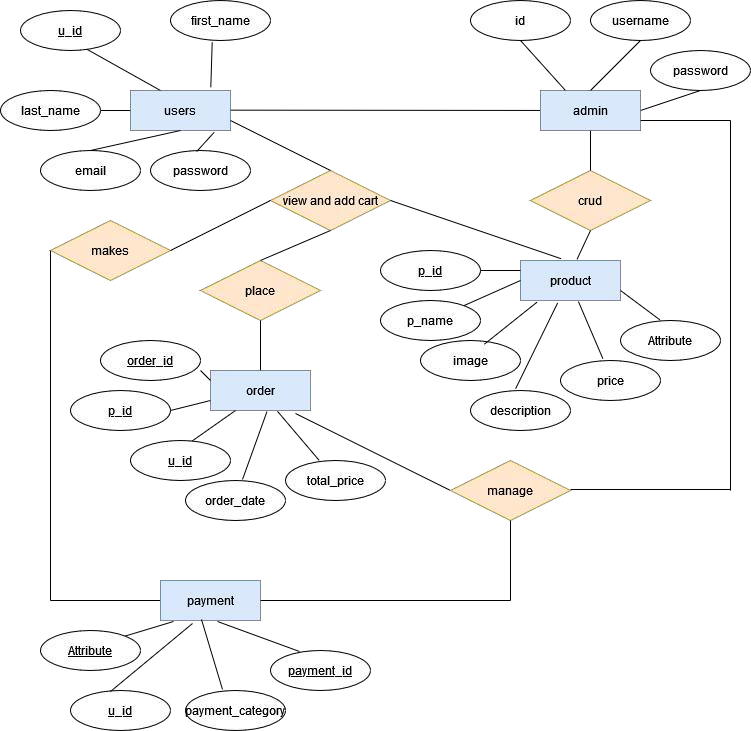 first_name
id
username
u_id
password
users
admin
last_name
email
password
view and add cart
crud
makes
p_id
product
place
p_name
Attribute
order_id
image
price
order
p_id
description
u_id
total_price
manage
order_date
payment
Attribute
payment_id
u_id
payment_category